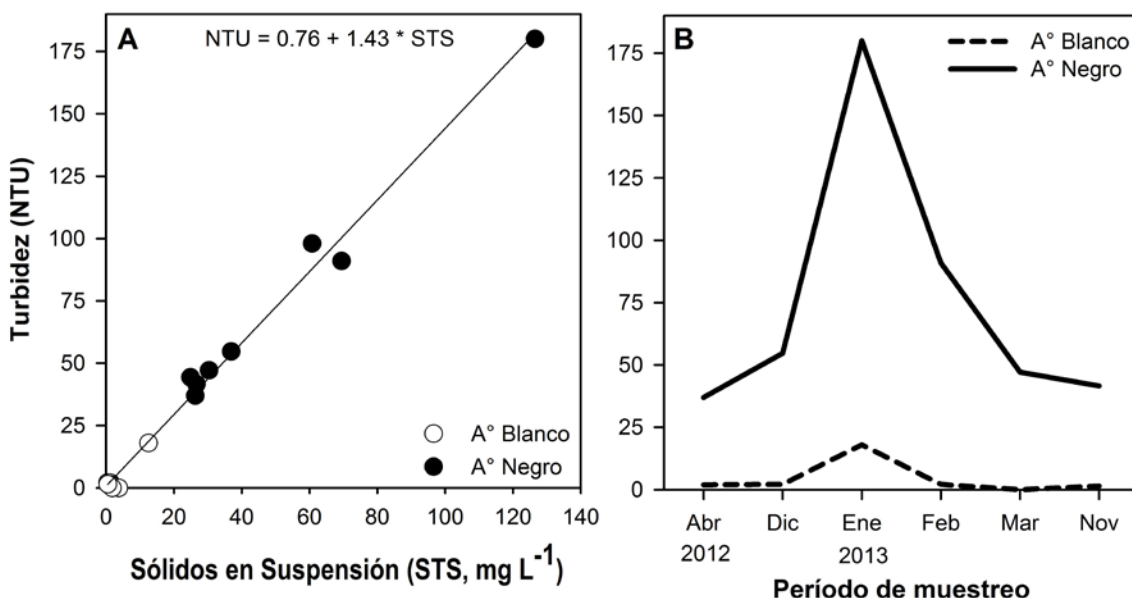 A
NTU = 0.76 + 1.43 * STS
Turbidez (NTU)
175
150
125
100
75
50
25
0
A° Blanco
A° Negro
0 20 40 60 80 100 120 140
Sólidos en Suspensión (STS, mg L-1)
B
A° Blanco
A° Negro
175
150
125
100
75
50
25
0
Abr Dic Ene Feb Mar Nov
2012 2013
Período de muestreo